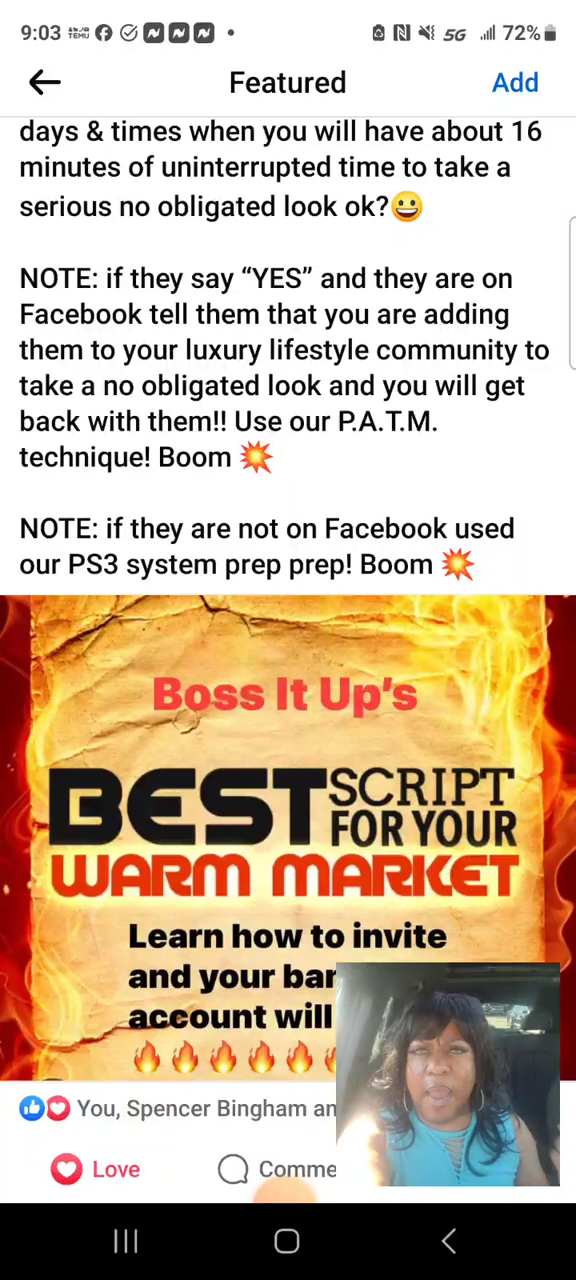 9:03 TEMU 5G 72%
Featured Add
days & times when you will have about 16
minutes of uninterrupted time to take a
serious no obligated look ok?😀
NOTE: if they say “YES” and they are on
Facebook tell them that you are adding
them to your luxury lifestyle community to
take a no obligated look and you will get
back with them!! Use our P.A.T.M.
technique! Boom 💥
NOTE: if they are not on Facebook used
our PS3 system prep prep! Boom 💥
Boss It Up's
BEST SCRIPT
FOR YOUR
WARM MARKET
Learn how to invite
and your ban
account will
🔥🔥🔥🔥🔥
You, Spencer Bingham an
Love Comme